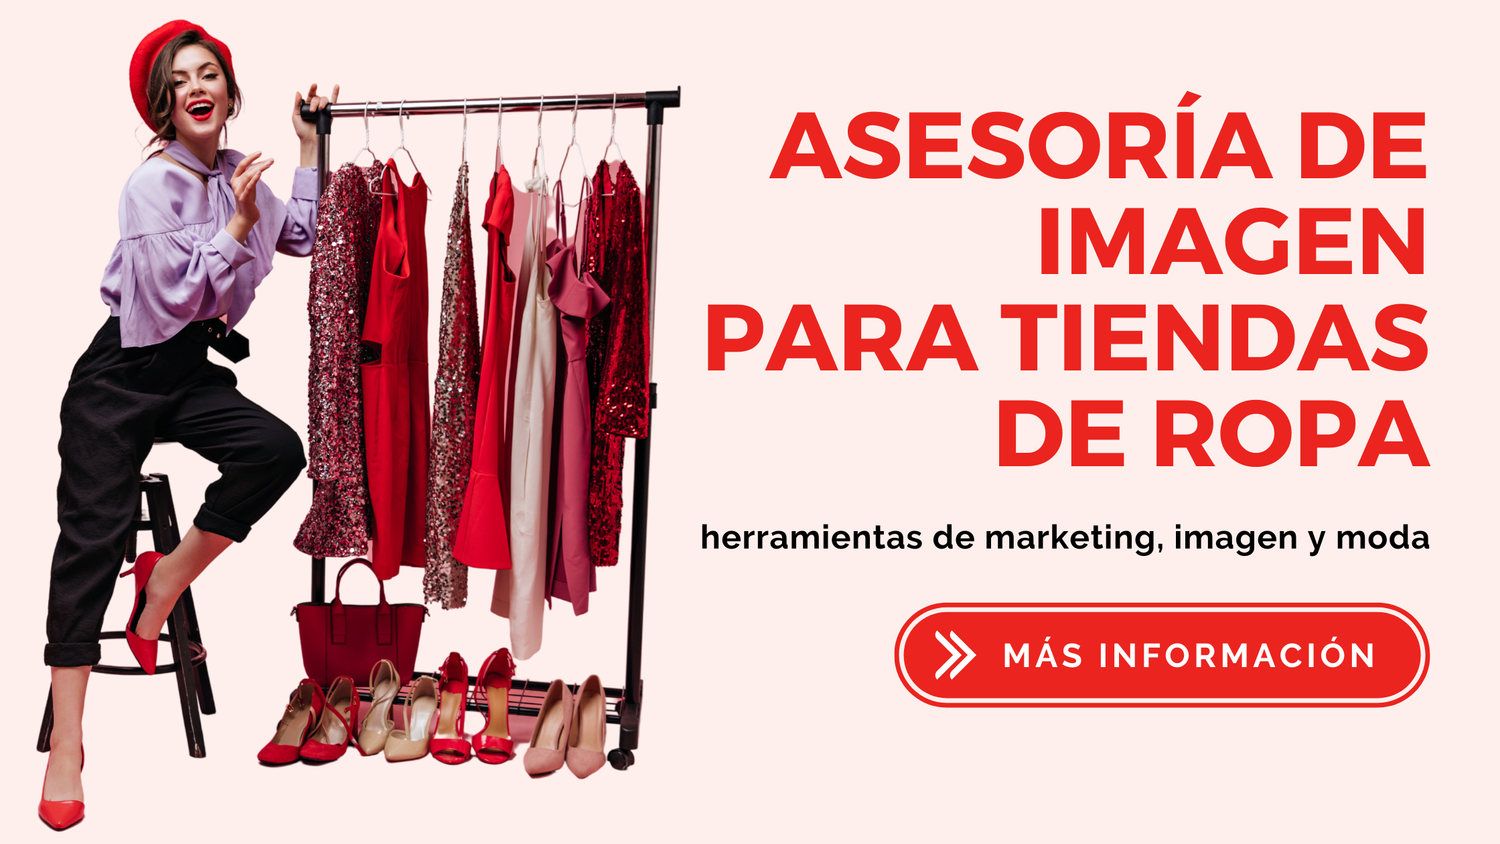 ASESORÍA DE
IMAGEN
PARA TIENDAS
DE ROPA
herramientas de marketing, imagen y moda
MÁS INFORMACIÓN